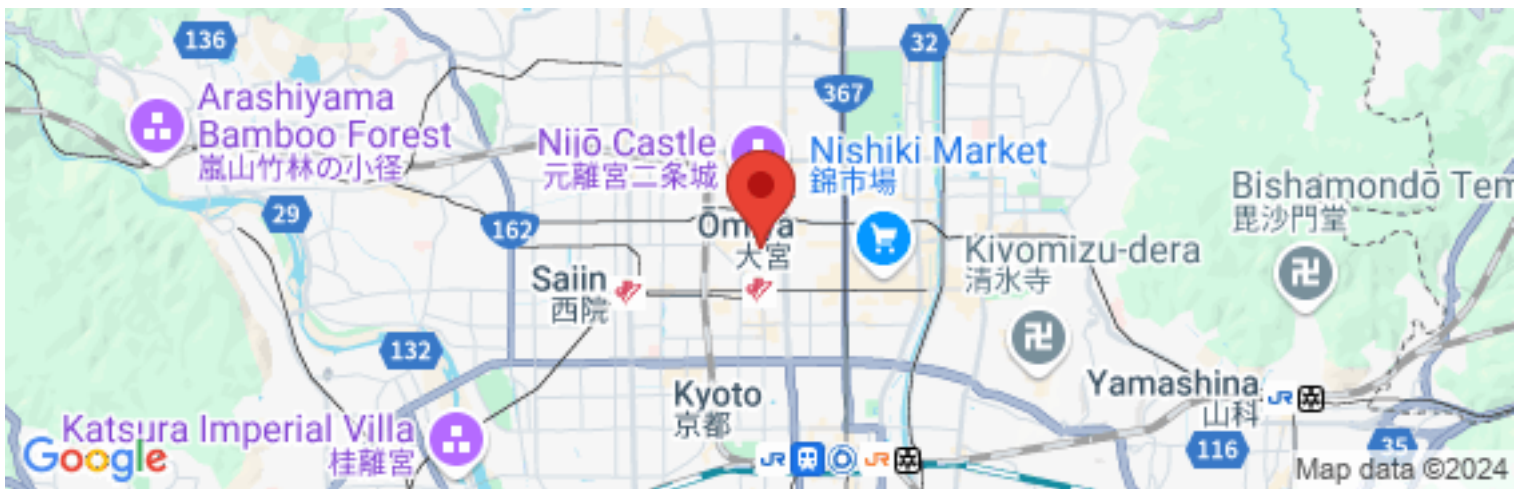 136
32
367
Arashiyama
Bamboo Forest
嵐山竹林の小径
Nijō Castle
元離宮二条城
Nishiki Market
錦市場
Bishamondō Tem
毘沙門堂
29
162
大宮
Kiyomizu-dera
清水寺
Saiin
西院
132
Kyoto
京都
Yamashina
山科
JR
Katsura Imperial Villa
桂離宮
JR
JR
116
35
Google
Map data ©2024